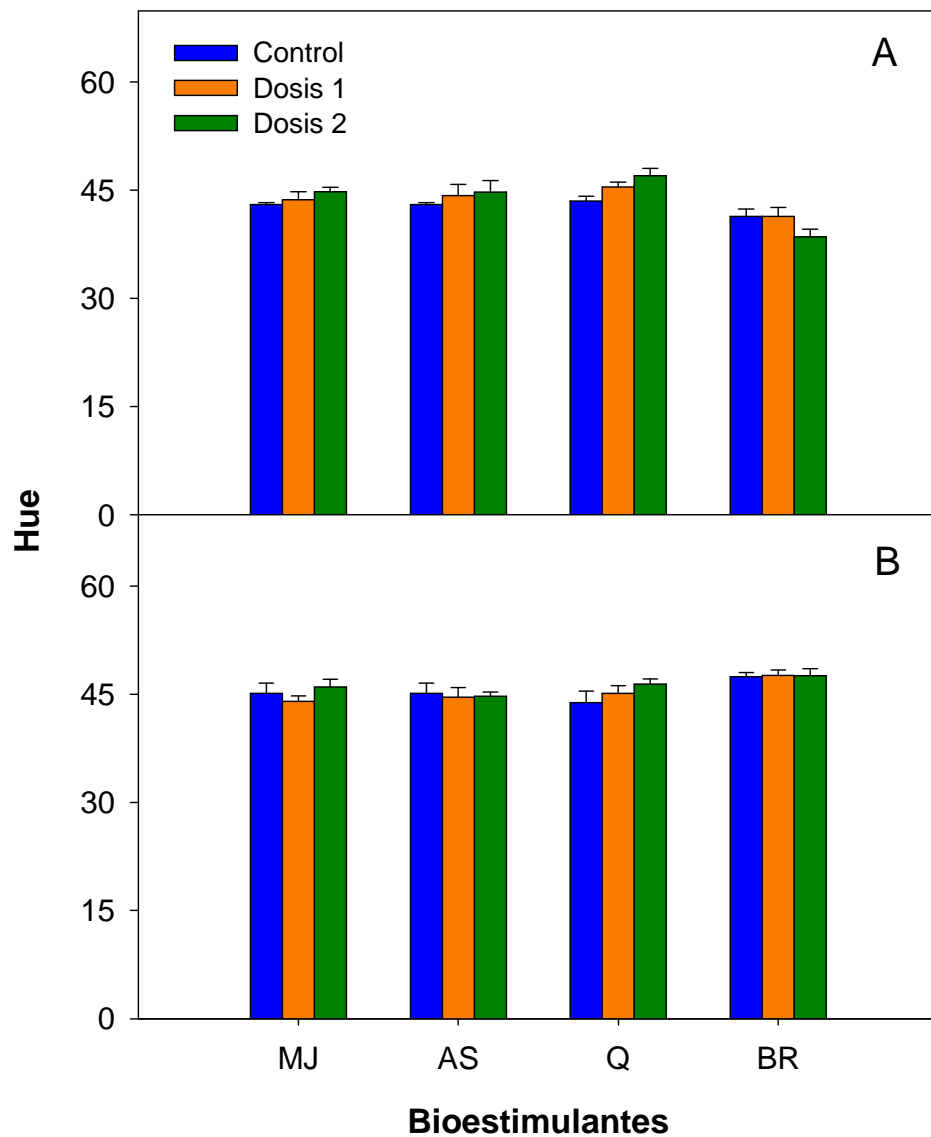 A
Control
Dosis 1
Dosis 2
60
45
30
15
0
Hue
B
60
45
30
15
0
MJ AS Q BR
Bioestimulantes